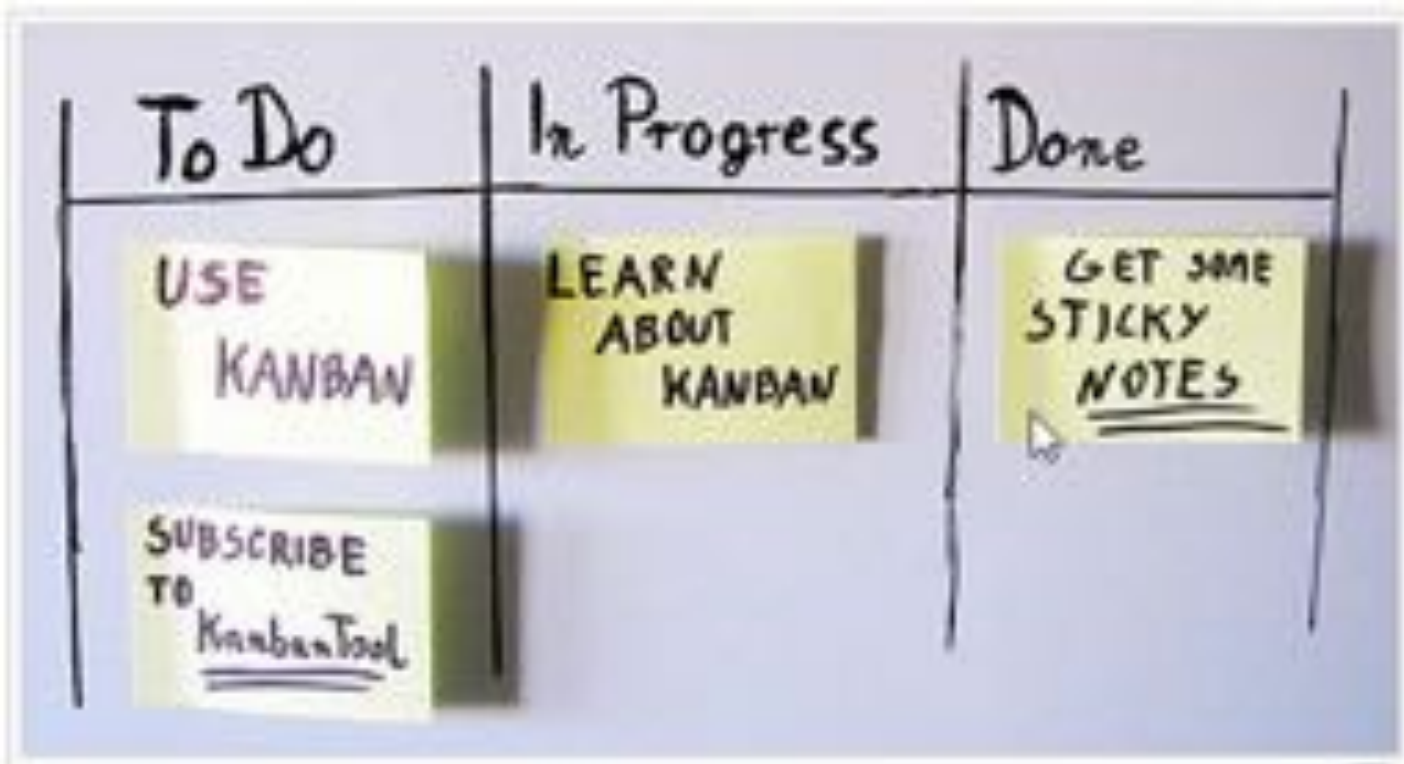 To Do
In Progress
Done
USE
KANBAN
SUBSCRIBE
TO
KanbanTool
LEARN
ABOUT
KANBAN
GET SOME
STICKY
NOTES